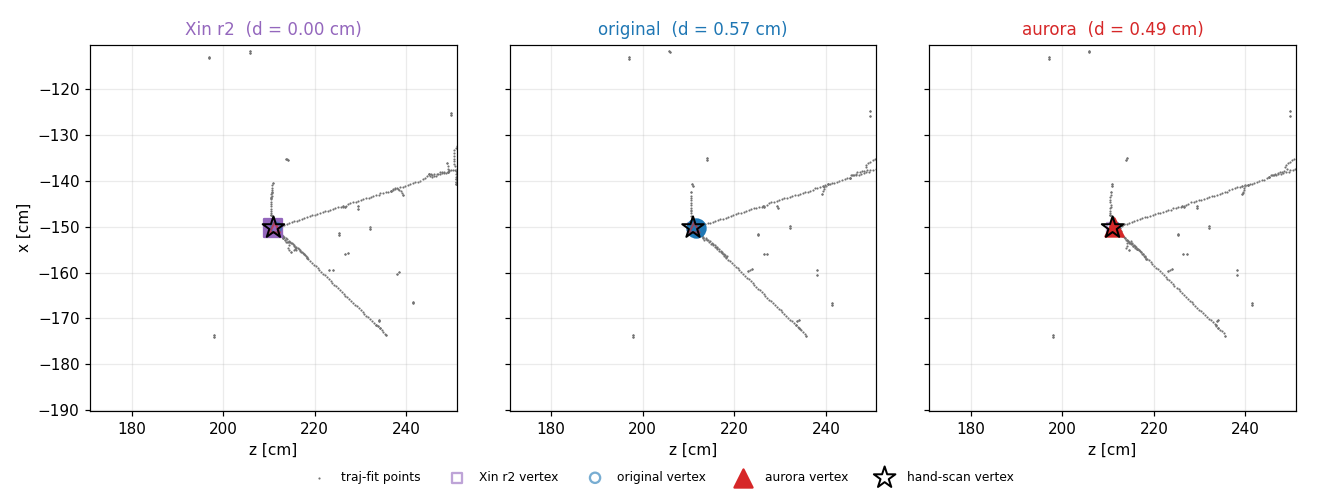 Xin r2  (d = 0.00 cm)
original  (d = 0.57 cm)
aurora  (d = 0.49 cm)
x [cm]
−120
−130
−140
−150
−160
−170
−180
−190
180 200 220 240
180 200 220 240
180 200 220 240
z [cm]
z [cm]
z [cm]
traj-fit points
Xin r2 vertex
original vertex
aurora vertex
hand-scan vertex